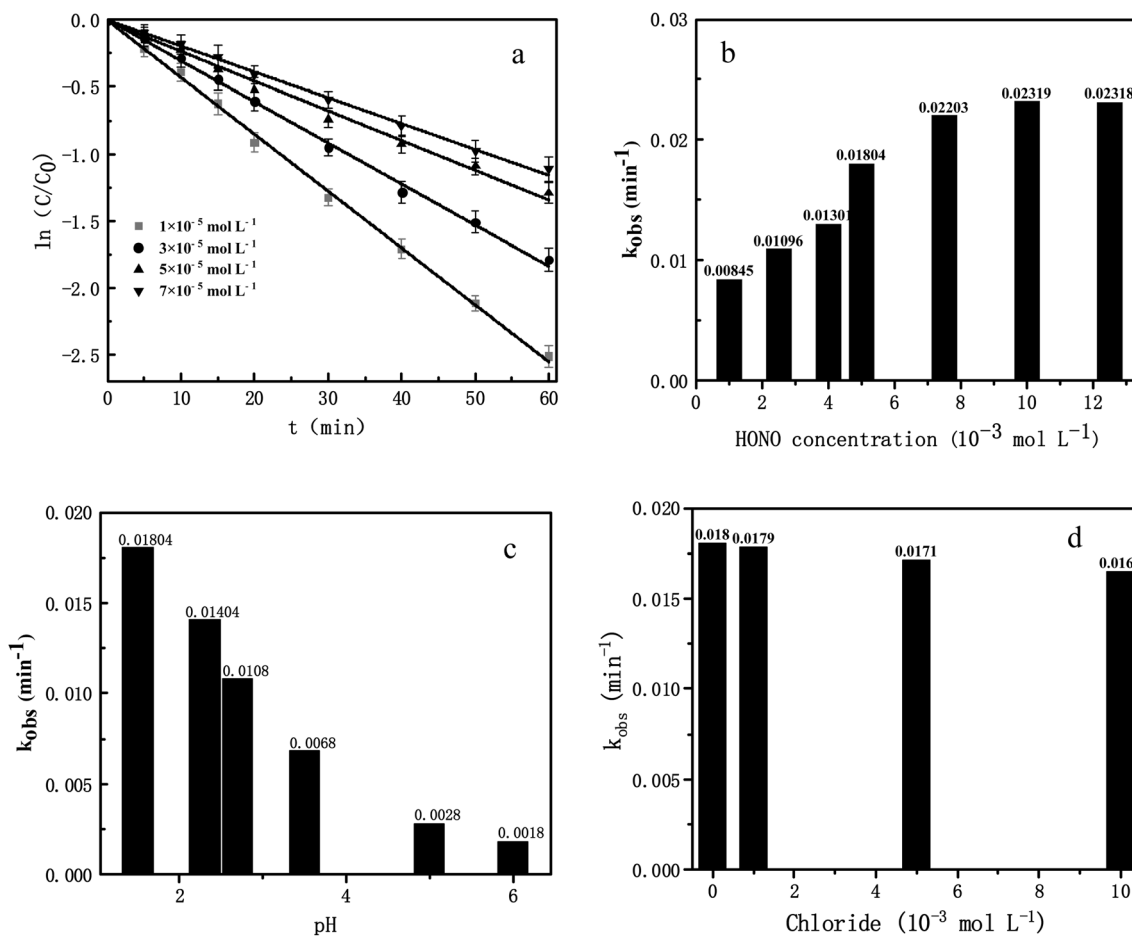 a
ln (C/C0)
0.0
-0.5
-1.0
-1.5
-2.0
-2.5
1×10-5 mol L-1
3×10-5 mol L-1
5×10-5 mol L-1
7×10-5 mol L-1
0 10 20 30 40 50 60
t (min)
b
kobs (min-1)
0.03
0.02
0.01
0.00
0.00845
0.01096
0.01301
0.01804
0.02203
0.02319
0.02318
0 2 4 6 8 10 12
HONO concentration (10-3 mol L-1)
c
kobs (min-1)
0.020
0.015
0.010
0.005
0.000
0.01804
0.01404
0.0108
0.0068
0.0028
0.0018
2 4 6
pH
d
kobs (min-1)
0.020
0.015
0.010
0.005
0.000
0.018
0.0179
0.0171
0.016
0 2 4 6 8 10
Chloride (10-3 mol L-1)